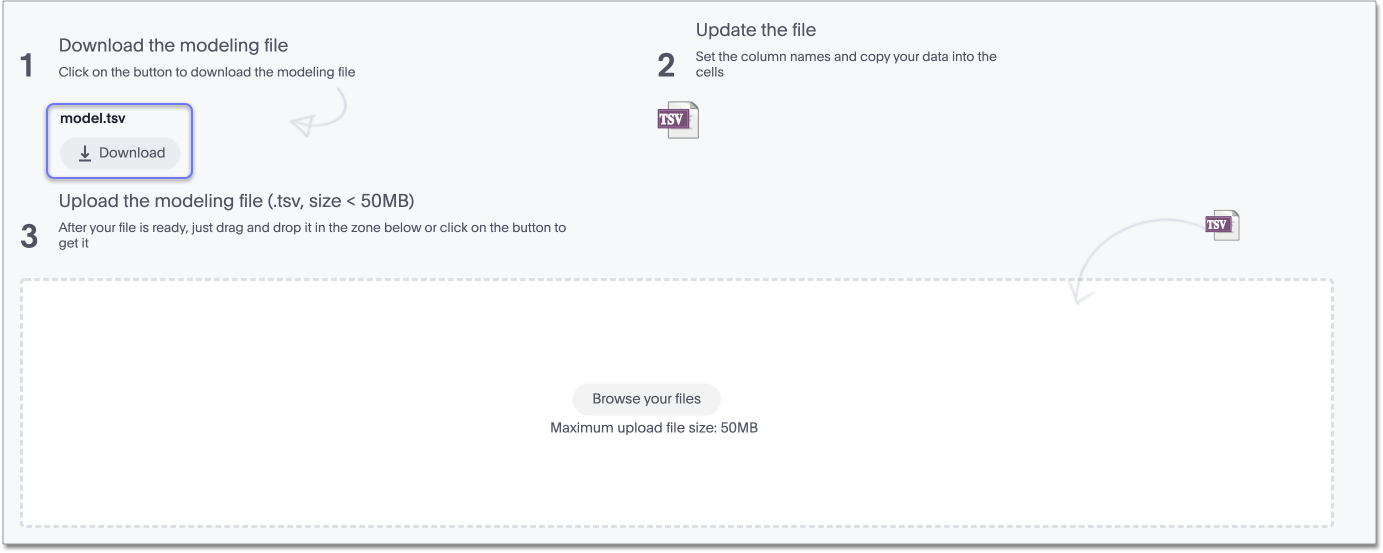 1
Download the modeling file
Click on the button to download the modeling file
model.tsv
Download
2
Update the file
Set the column names and copy your data into the
cells
TSV
3
Upload the modeling file (.tsv, size < 50MB)
After your file is ready, just drag and drop it in the zone below or click on the button to
get it
TSV
Browse your files
Maximum upload file size: 50MB